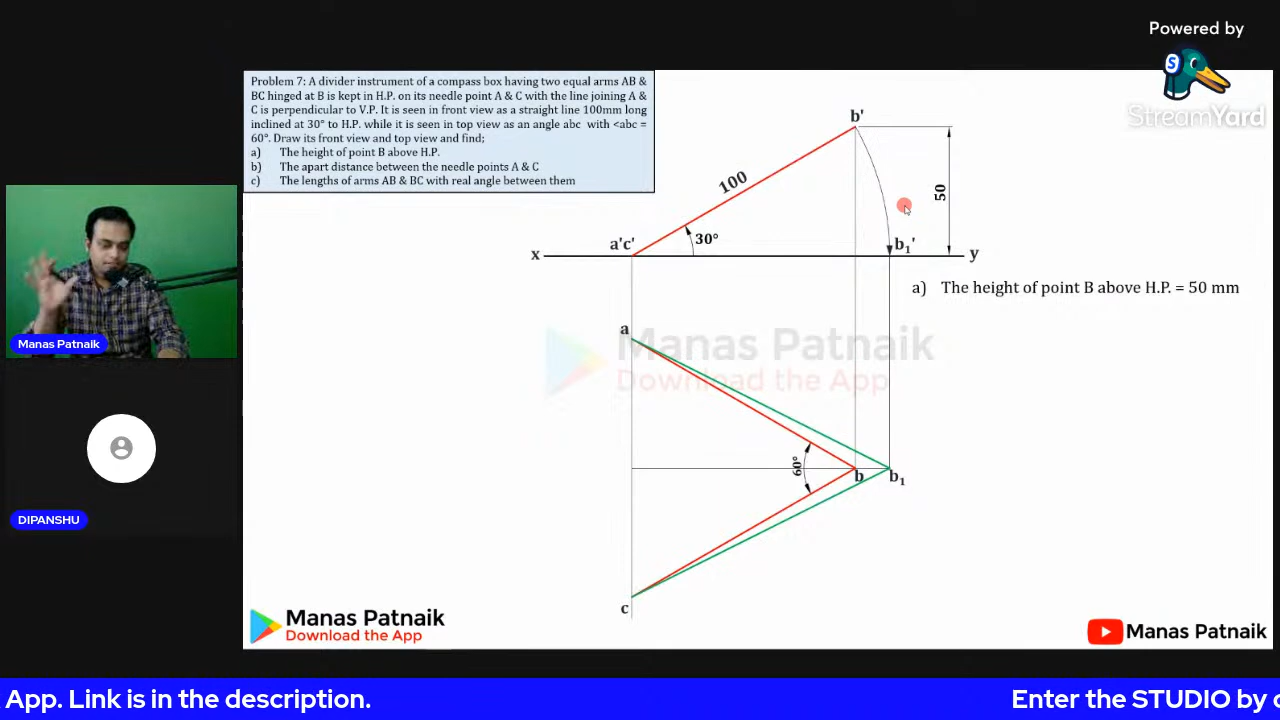 Powered by
S
StreamYard
Problem 7: A divider instrument of a compass box having two equal arms AB &
BC hinged at B is kept in H.P. on its needle point A & C with the line joining A &
C is perpendicular to V.P. It is seen in front view as a straight line 100mm long
inclined at 30° to H.P. while it is seen in top view as an angle abc with <abc =
60°. Draw its front view and top view and find;
a) The height of point B above H.P.
b) The apart distance between the needle points A & C
c) The lengths of arms AB & BC with real angle between them
b'
100
50
30°
a'c'
b₁'
x
y
a) The height of point B above H.P. = 50 mm
a
Manas Patnaik
Download the App
Manas Patnaik
60°
b
b₁
DIPANSHU
c
Manas Patnaik
Download the App
Manas Patnaik
App. Link is in the description.
Enter the STUDIO by c